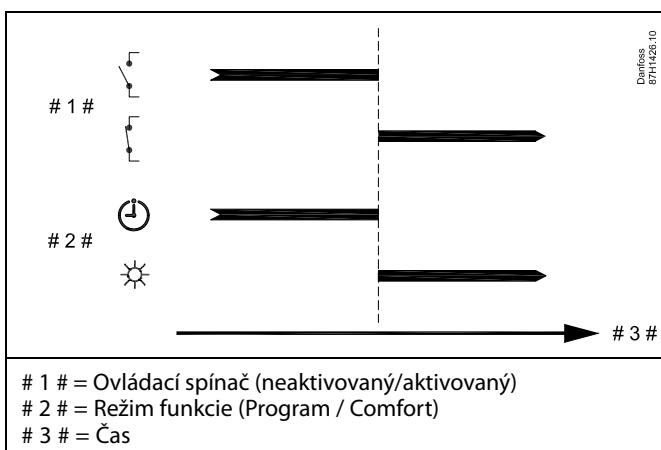 Danfoss
87H1426.10
# 1 #
# 2 #
# 3 #
# 1 # = Ovládací spínač (neaktivovaný/aktivovaný)
# 2 # = Režim funkcie (Program / Comfort)
# 3 # = Čas